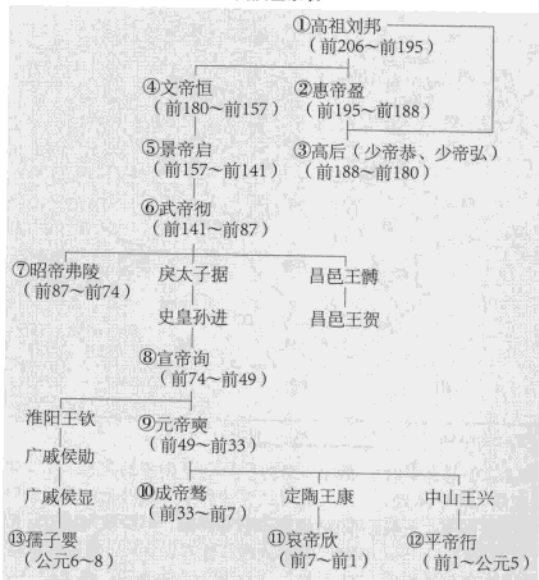 ①高祖刘邦
(前206~前195)
④文帝恒
(前180~前157)
②惠帝盈
(前195~前188)
⑤景帝启
(前157~前141)
③高后(少帝恭、少帝弘)
(前188~前180)
⑥武帝彻
(前141~前87)
⑦昭帝弗陵
(前87~前74)
戾太子据
昌邑王髆
史皇孙进
昌邑王贺
⑧宣帝询
(前74~前49)
淮阳王钦
⑨元帝奭
(前49~前33)
广戚侯勋
广戚侯显
⑩成帝骜
(前33~前7)
定陶王康
中山王兴
⑬孺子婴
(公元6~8)
⑪哀帝欣
(前7~前1)
⑫平帝衎
(前1~公元5)